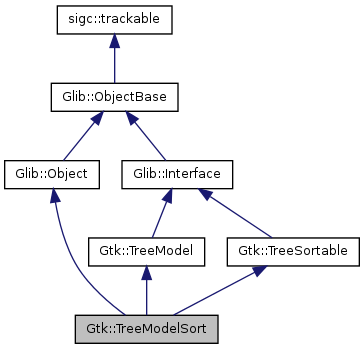 sigc::trackable
Glib::ObjectBase
Glib::Object
Glib::Interface
Gtk::TreeModel
Gtk::TreeSortable
Gtk::TreeModelSort